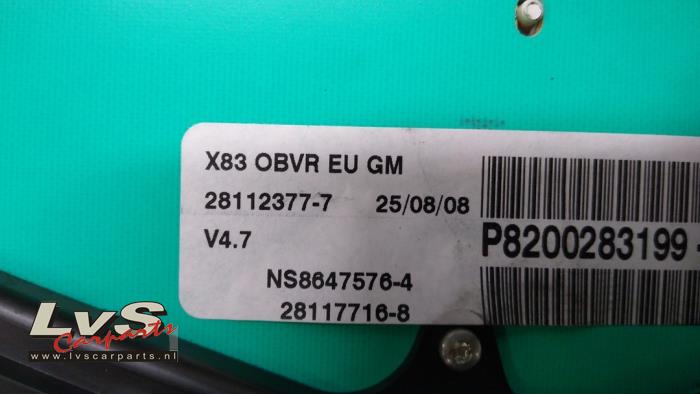 X83 OBVR EU GM
28112377-7 25/08/08
V4.7
P8200283199-
NS8647576-4
28117716-8
LvS
Carparts
www.lvscarparts.nl